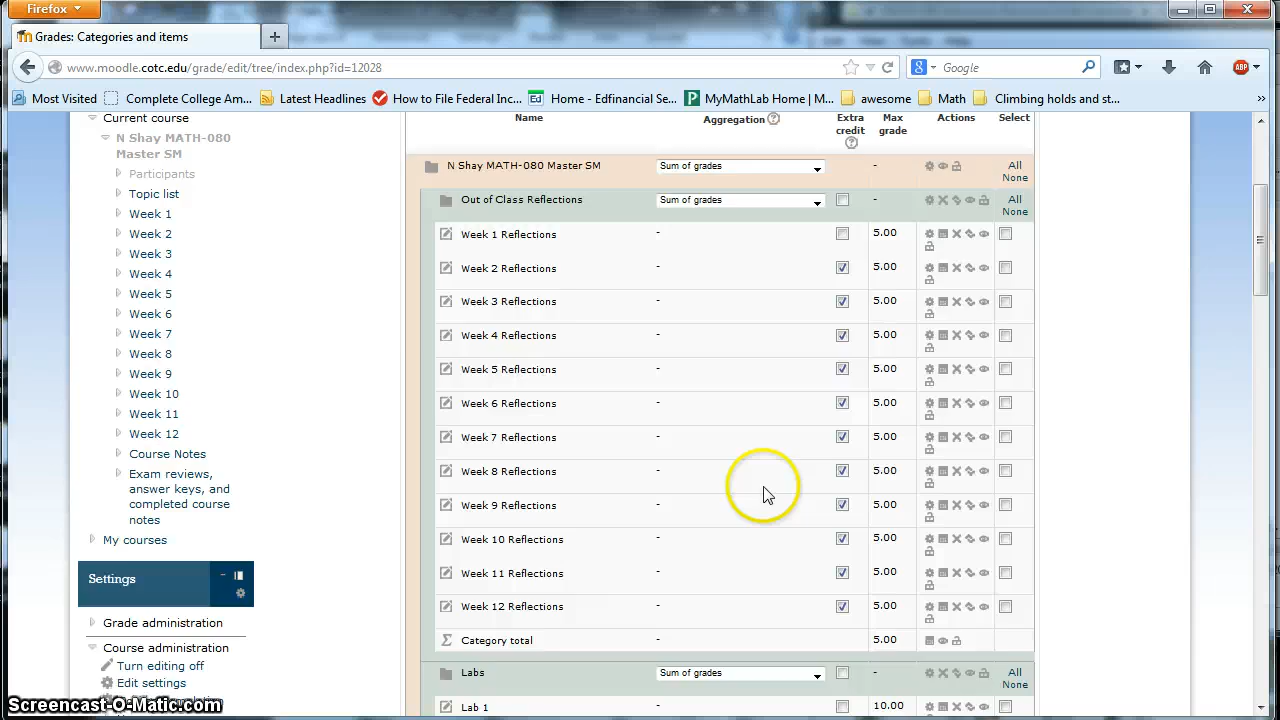 Firefox
Grades: Categories and items
www.moodle.cotc.edu/grade/edit/tree/index.php?id=12028
Google
Most Visited
Complete College Am...
Latest Headlines
How to File Federal Inc...
Home - Edfinancial Se...
MyMathLab Home | M...
awesome
Math
Climbing holds and st...
Current course
N Shay MATH-080
Master SM
Participants
Topic list
Week 1
Week 2
Week 3
Week 4
Week 5
Week 6
Week 7
Week 8
Week 9
Week 10
Week 11
Week 12
Course Notes
Exam reviews,
answer keys, and
completed course
notes
My courses
Settings
Grade administration
Course administration
Turn editing off
Edit settings
Name Aggregation Extra credit Max grade Actions Select
N Shay MATH-080 Master SM Sum of grades - All None
Out of Class Reflections Sum of grades - All None
Week 1 Reflections - 5.00
Week 2 Reflections - 5.00
Week 3 Reflections - 5.00
Week 4 Reflections - 5.00
Week 5 Reflections - 5.00
Week 6 Reflections - 5.00
Week 7 Reflections - 5.00
Week 8 Reflections - 5.00
Week 9 Reflections - 5.00
Week 10 Reflections - 5.00
Week 11 Reflections - 5.00
Week 12 Reflections - 5.00
Category total - 5.00
Labs Sum of grades - All None
Lab 1 - 10.00
Screencast-O-Matic.com